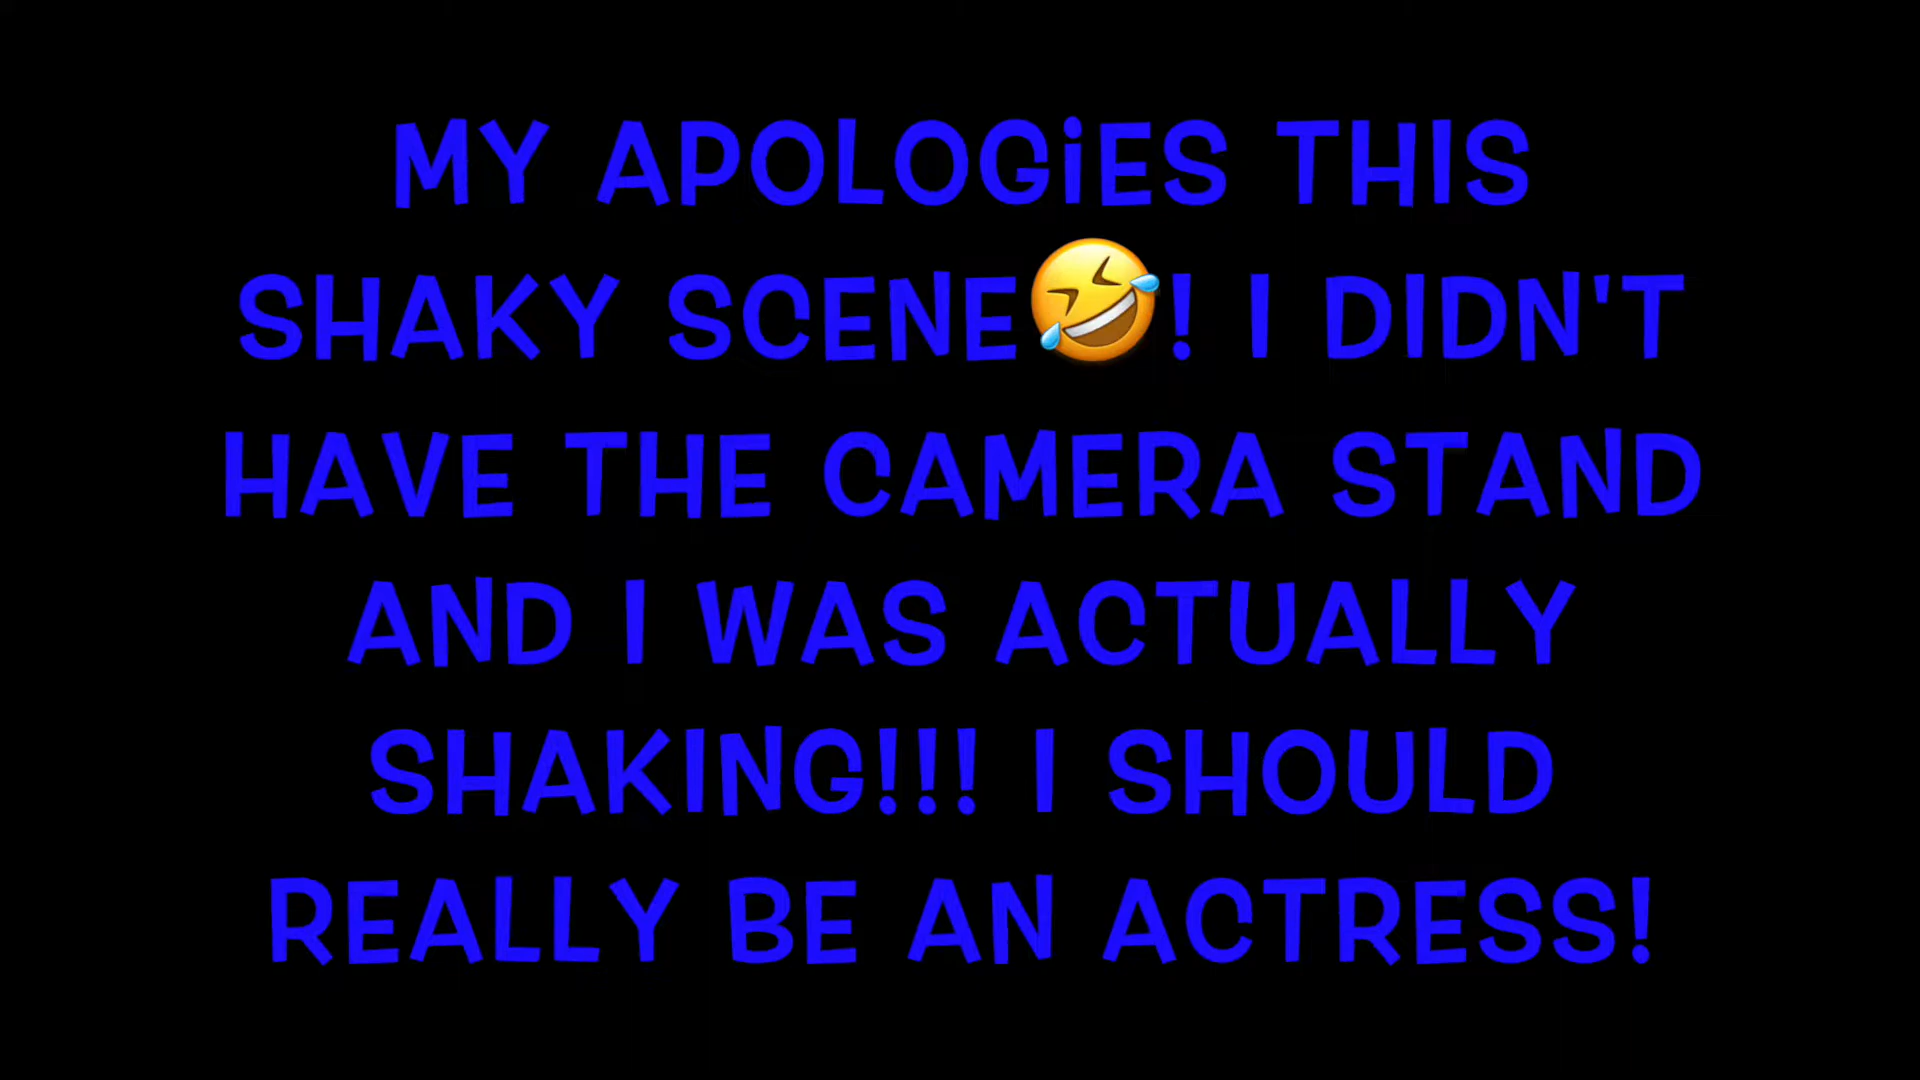 MY APOLOGiES THIS
SHAKY SCENE🤣! I DIDN'T
HAVE THE CAMERA STAND
AND I WAS ACTUALLY
SHAKING!!! I SHOULD
REALLY BE AN ACTRESS!